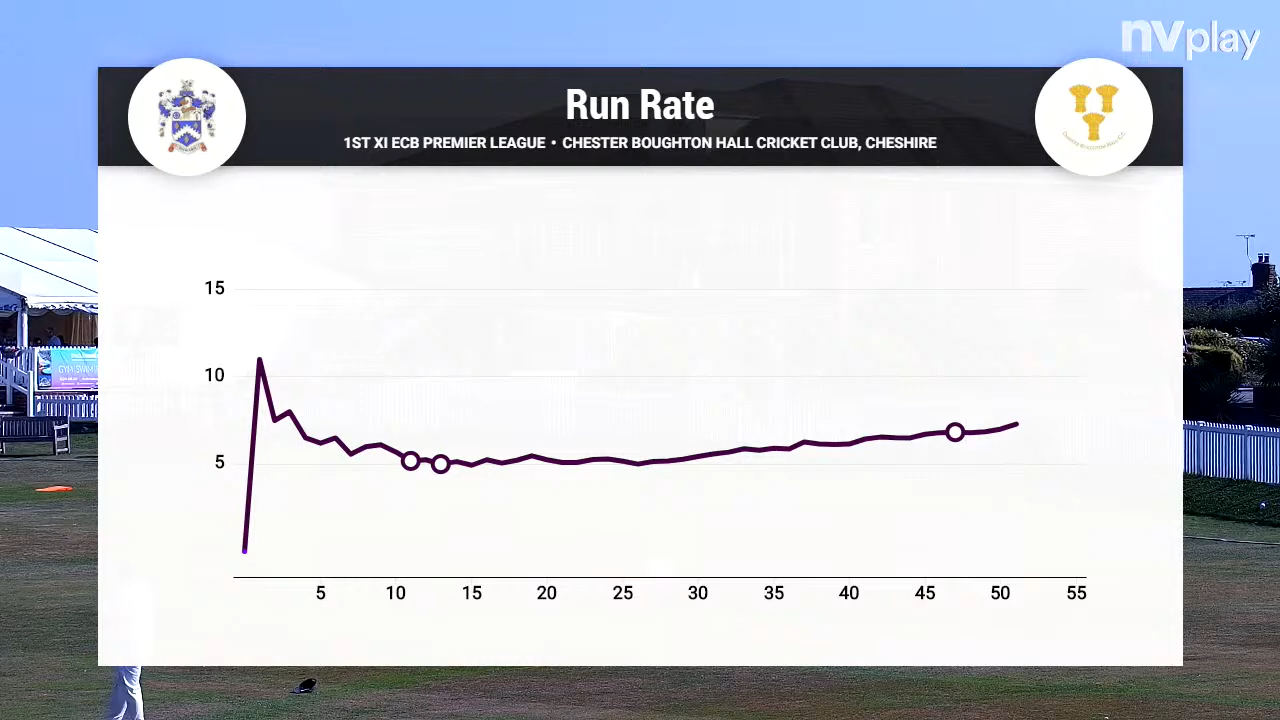 nvplay
Run Rate
1ST XI ECB PREMIER LEAGUE • CHESTER BOUGHTON HALL CRICKET CLUB, CHESHIRE
15
10
5
5 10 15 20 25 30 35 40 45 50 55